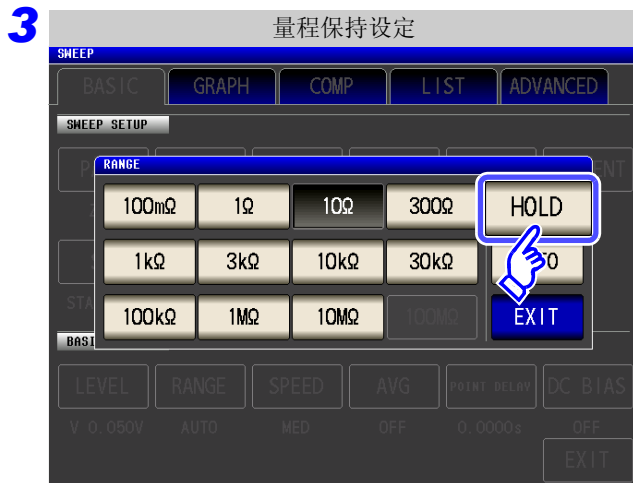 3
量程保持设定
SWEEP
BASIC GRAPH COMP LIST ADVANCED
SWEEP SETUP
RANGE
100mΩ 1Ω 10Ω 300Ω HOLD
1kΩ 3kΩ 10kΩ 30kΩ
100kΩ 1MΩ 10MΩ 100MΩ EXIT
LEVEL RANGE SPEED AVG POINT DELAY DC BIAS
V 0.050V AUTO MED OFF 0.0000s OFF
EXIT